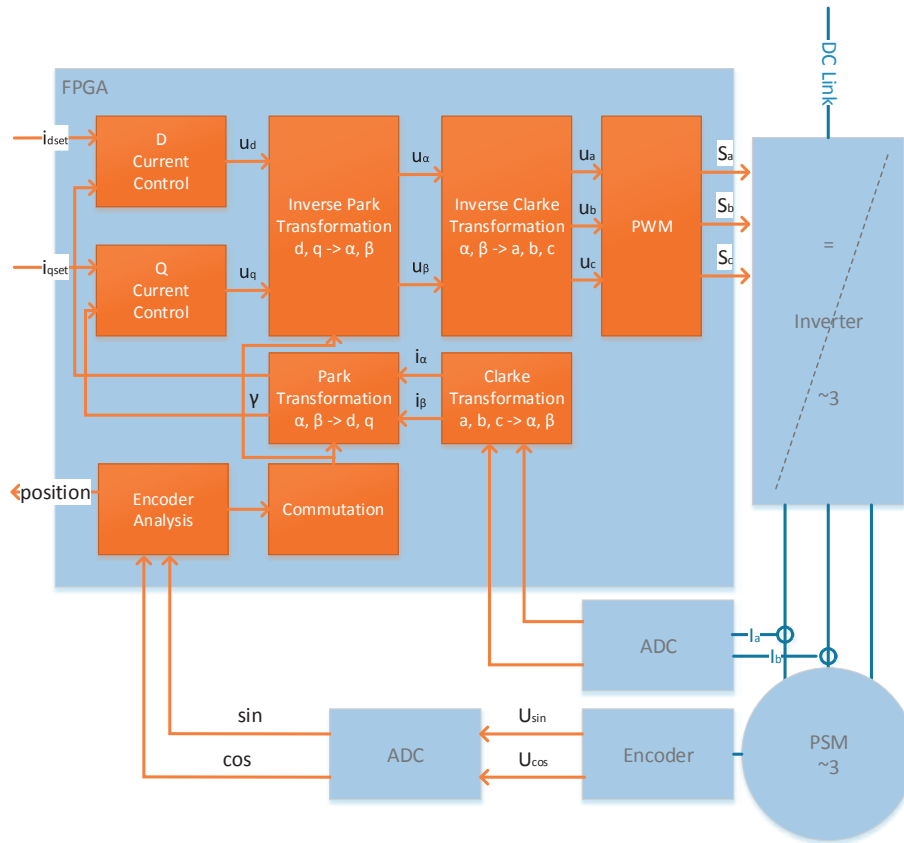 DC Link
FPGA
idset
D
Current
Control
ud
Inverse Park
Transformation
d, q -> α, β
uα
Inverse Clarke
Transformation
α, β -> a, b, c
ua
ub
uc
PWM
Sa
Sb
Sc
=
Inverter
~3
iqset
Q
Current
Control
uq
uβ
γ
Park
Transformation
α, β -> d, q
iα
iβ
Clarke
Transformation
a, b, c -> α, β
position
Encoder
Analysis
Commutation
ADC
Ia
Ib
sin
cos
ADC
Usin
Ucos
Encoder
PSM
~3